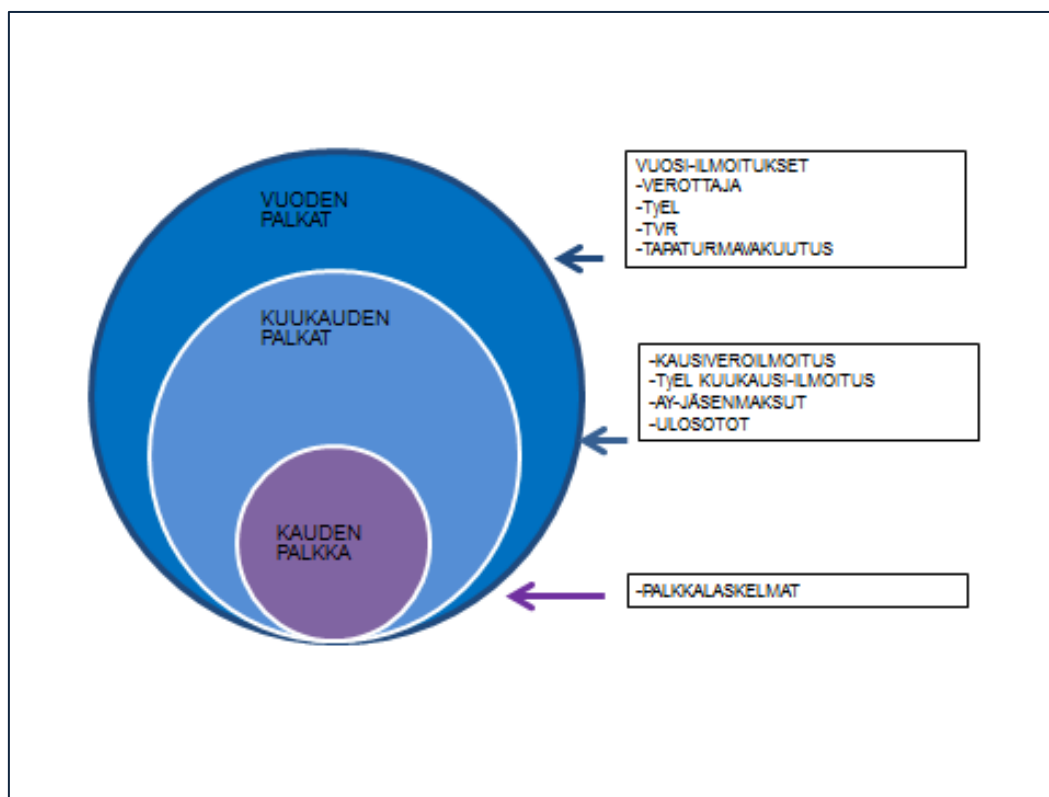 VUODEN
PALKAT
KUUKAUDEN
PALKAT
KAUDEN
PALKKA
VUOSI-ILMOITUKSET
-VEROTTAJA
-TyEL
-TVR
-TAPATURMAVAKUUTUS
-KAUSIVEROILMOITUS
-TyEL KUUKAUSI-ILMOITUS
-AY-JÄSENMAKSUT
-ULOSOTOT
-PALKKALASKELMAT